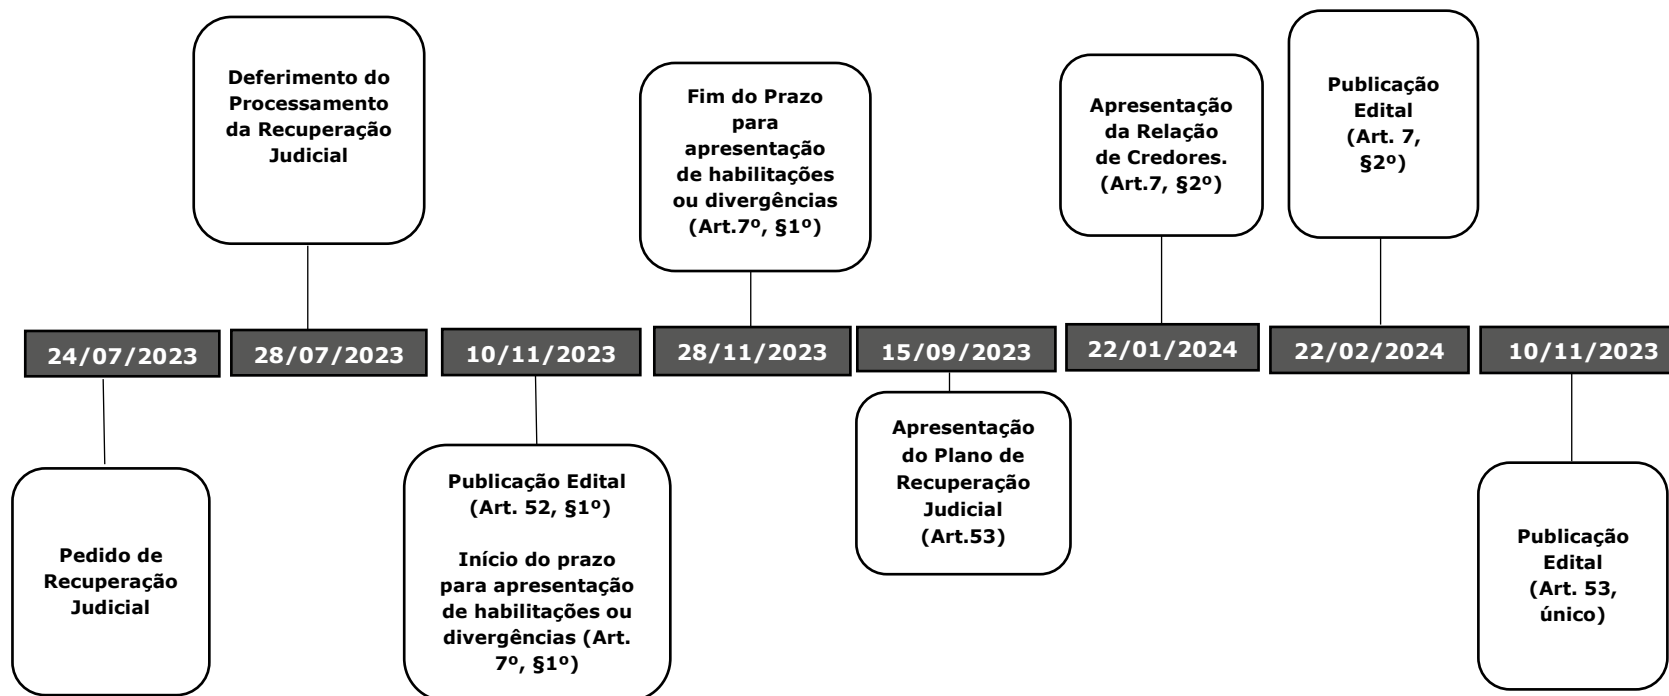 Deferimento do
Processamento
da Recuperação
Judicial
Fim do Prazo
para
apresentação
de habilitações
ou divergências
(Art.7º, §1º)
Apresentação
da Relação
de Credores.
(Art.7, §2º)
Publicação
Edital
(Art. 7,
§2º)
24/07/2023
28/07/2023
10/11/2023
28/11/2023
15/09/2023
22/01/2024
22/02/2024
10/11/2023
Pedido de
Recuperação
Judicial
Publicação Edital
(Art. 52, §1º)
Início do prazo
para apresentação
de habilitações ou
divergências (Art.
7º, §1º)
Apresentação
do Plano de
Recuperação
Judicial
(Art.53)
Publicação
Edital
(Art. 53,
único)